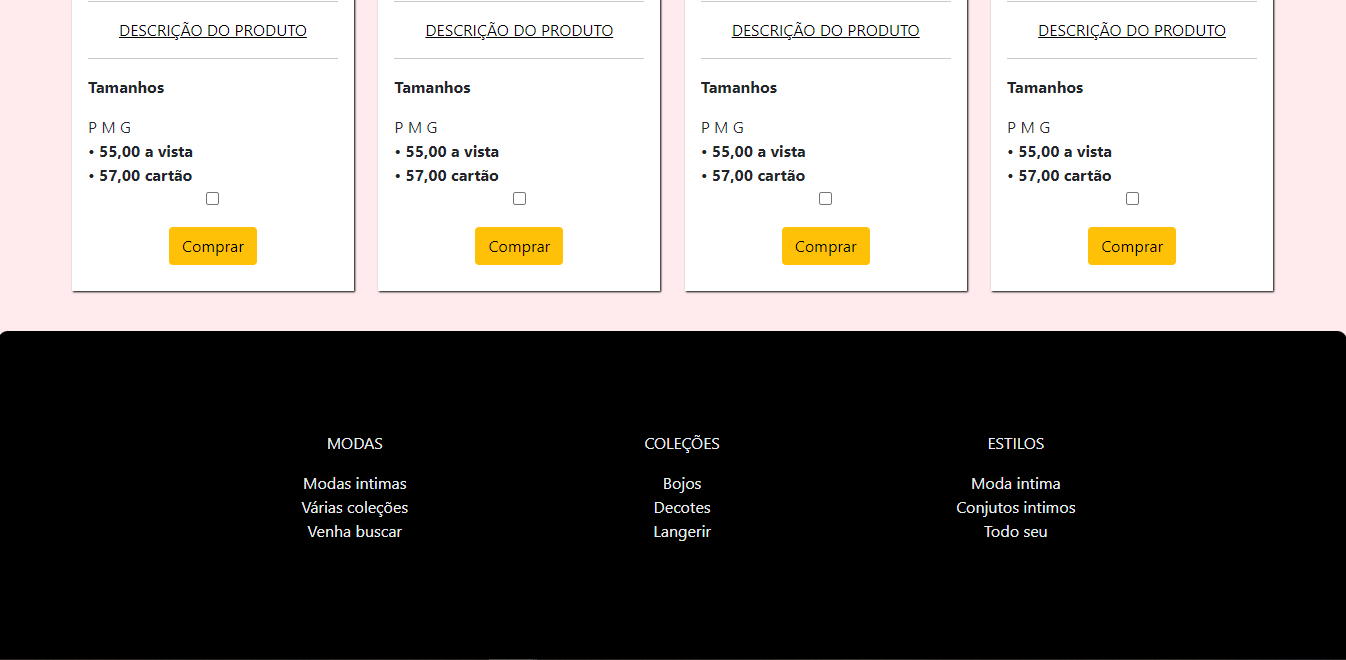 DESCRIÇÃO DO PRODUTO DESCRIÇÃO DO PRODUTO DESCRIÇÃO DO PRODUTO DESCRIÇÃO DO PRODUTO
Tamanhos Tamanhos Tamanhos Tamanhos
P M G P M G P M G P M G
• 55,00 a vista • 55,00 a vista • 55,00 a vista • 55,00 a vista
• 57,00 cartão • 57,00 cartão • 57,00 cartão • 57,00 cartão
Comprar Comprar Comprar Comprar
MODAS COLEÇÕES ESTILOS
Modas intimas Bojos Moda intima
Várias coleções Decotes Conjutos intimos
Venha buscar Langerir Todo seu